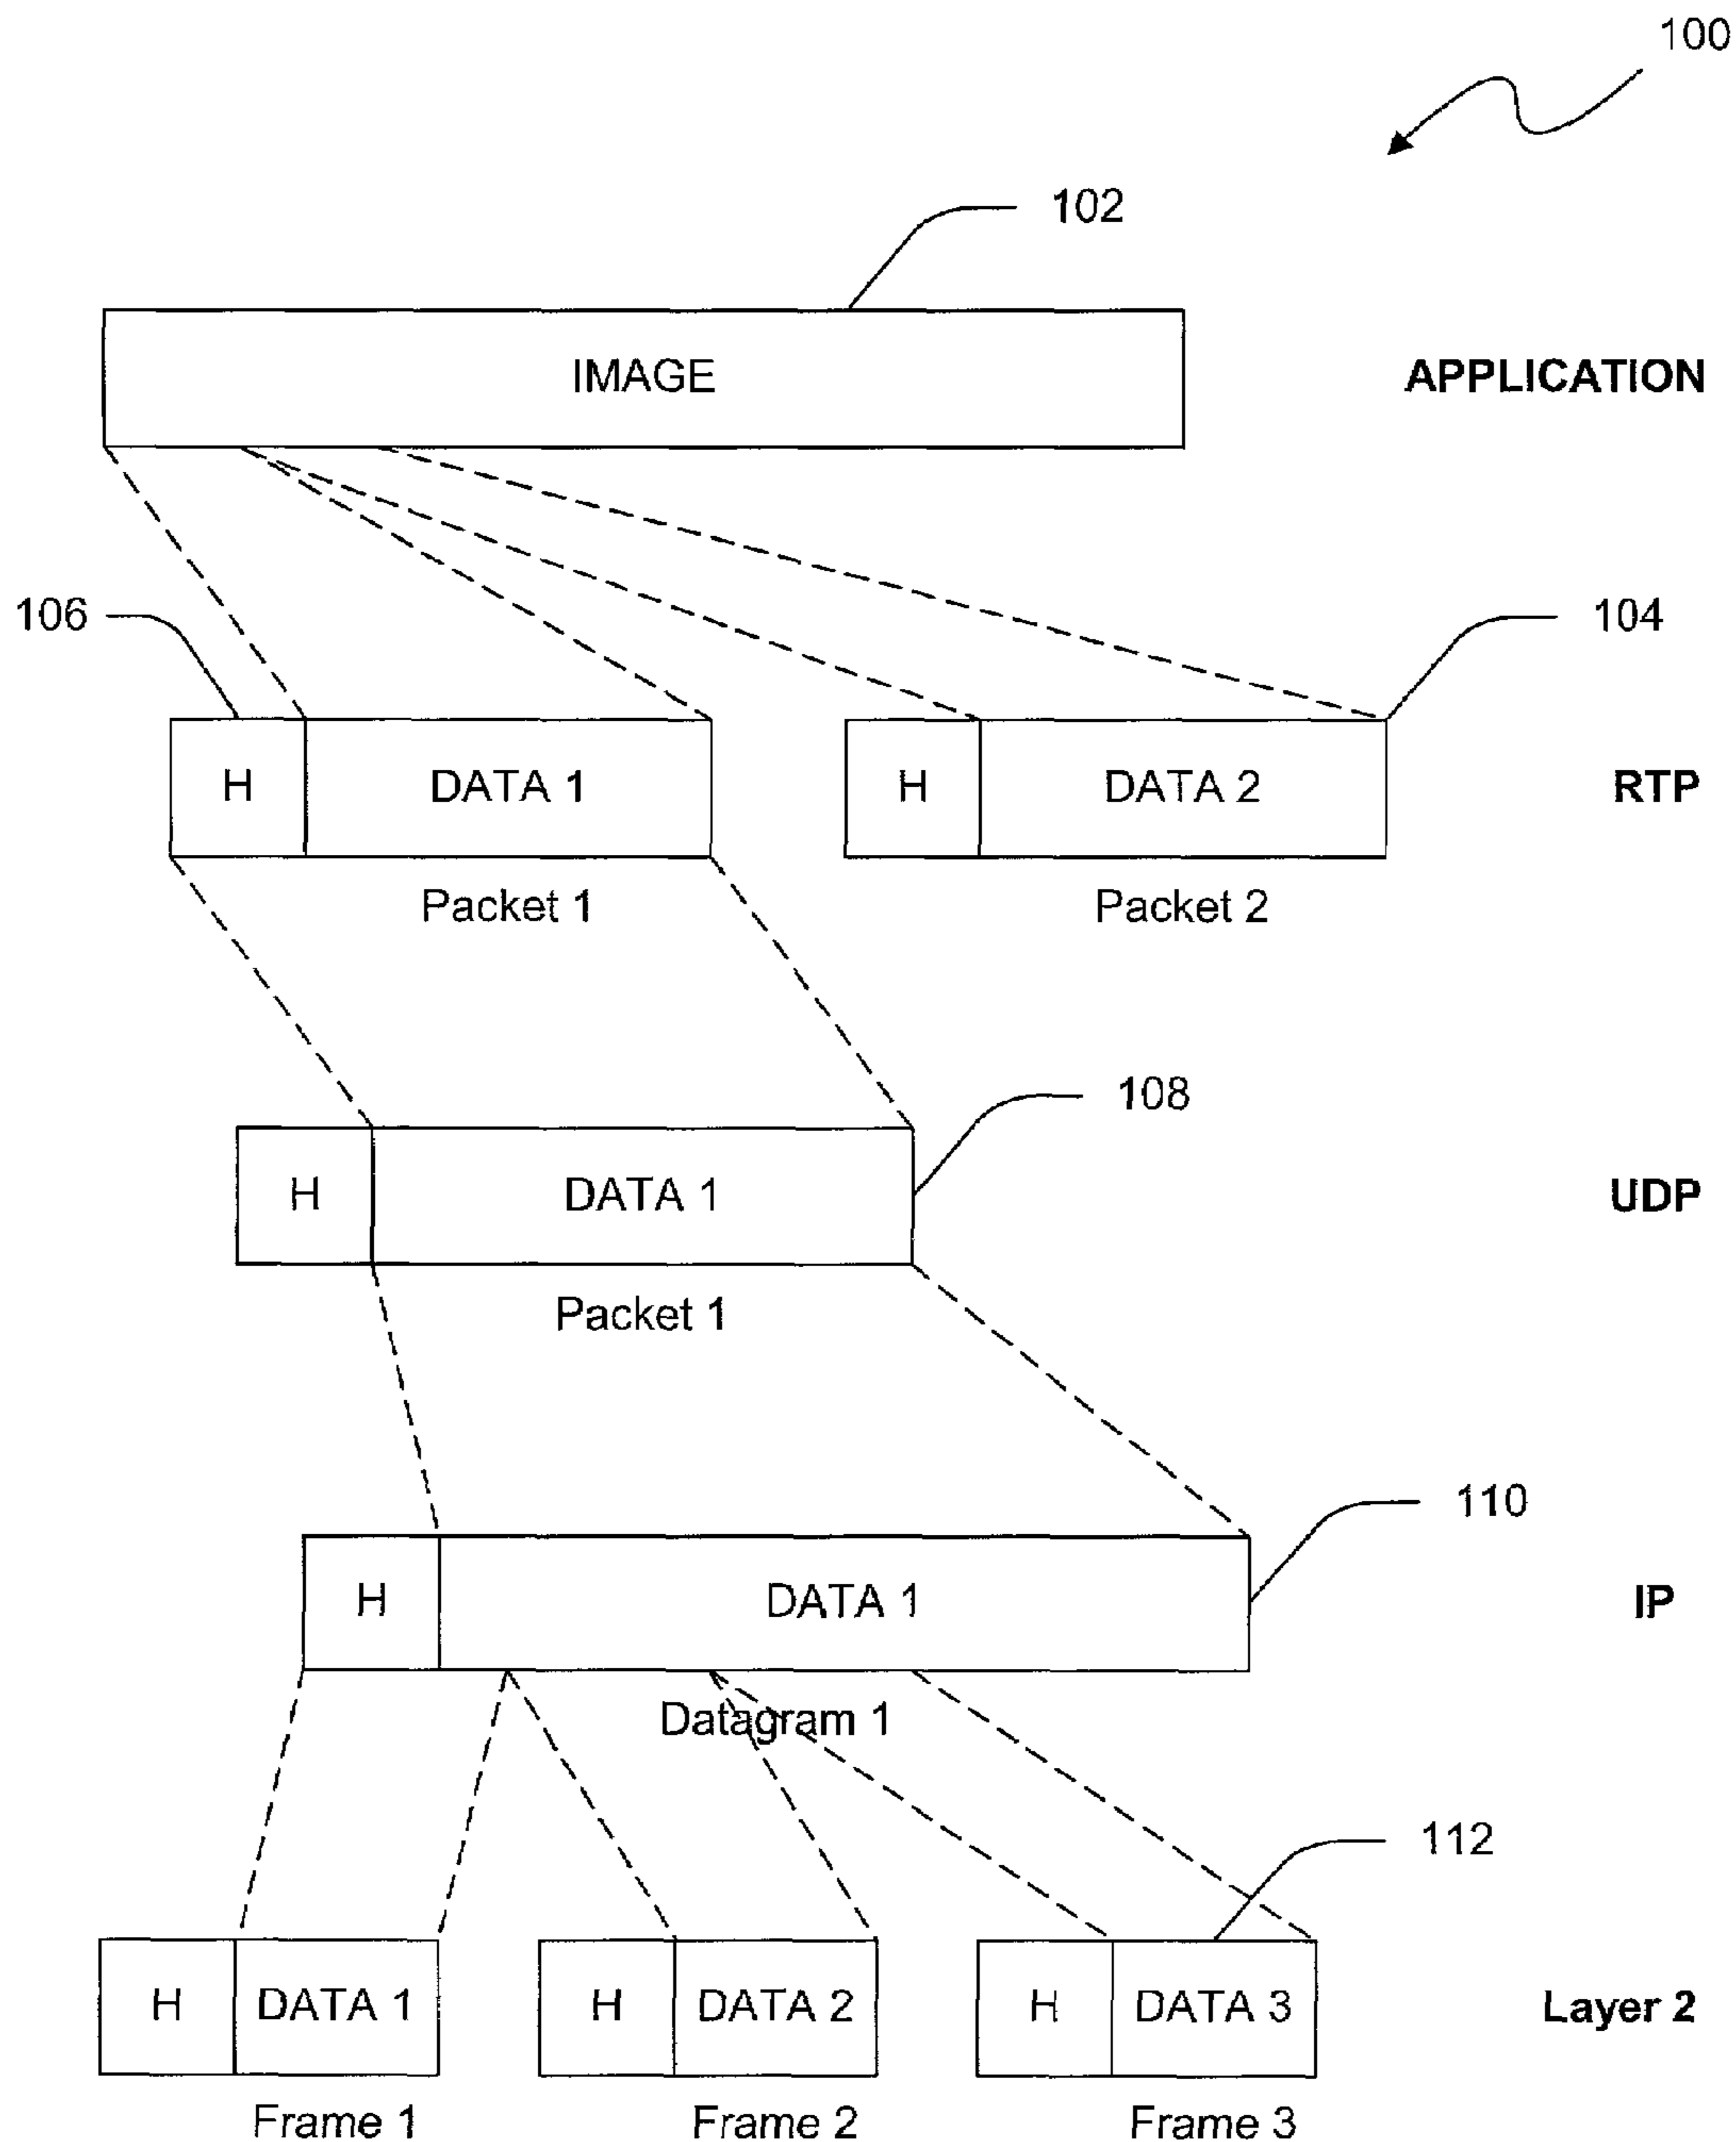 100
102
IMAGE APPLICATION
106 104
H DATA 1 H DATA 2 RTP
Packet 1 Packet 2
108
H DATA 1 UDP
Packet 1
110
H DATA 1 IP
Datagram 1
112
H DATA 1 H DATA 2 H DATA 3 Layer 2
Frame 1 Frame 2 Frame 3